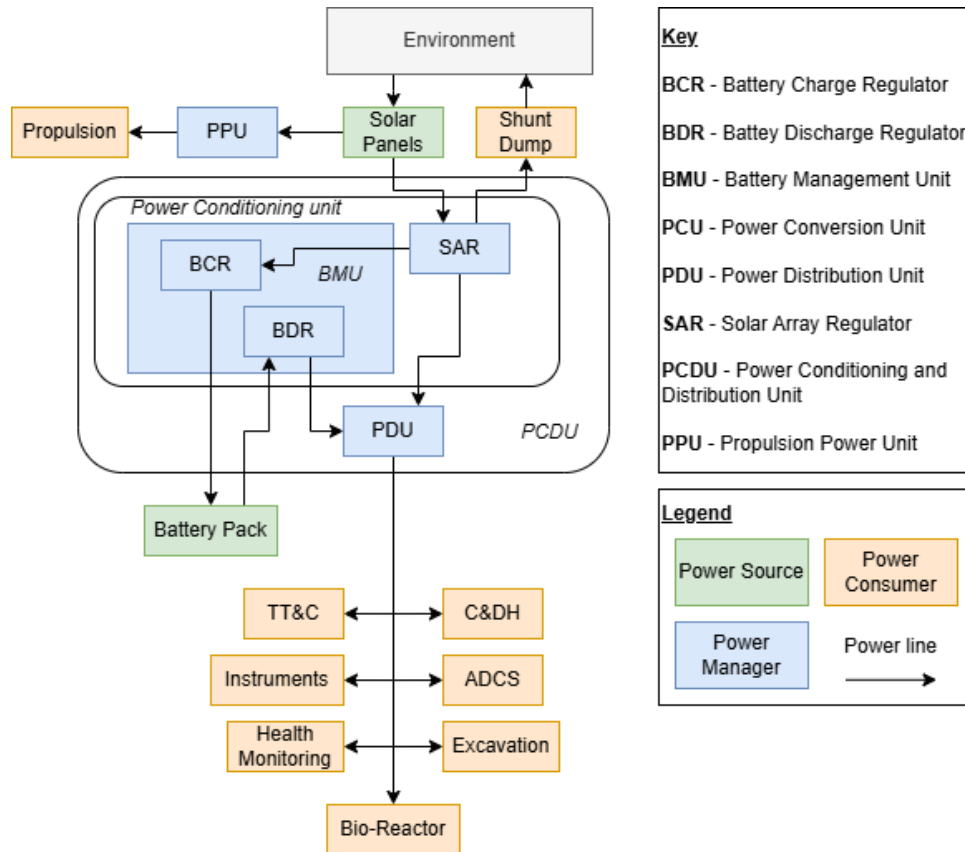 Environment
Propulsion
PPU
Solar
Panels
Shunt
Dump
Power Conditioning unit
SAR
BCR
BMU
BDR
PDU
PCDU
Battery Pack
TT&C
C&DH
Instruments
ADCS
Health
Monitoring
Excavation
Bio-Reactor
Key
BCR - Battery Charge Regulator
BDR - Battey Discharge Regulator
BMU - Battery Management Unit
PCU - Power Conversion Unit
PDU - Power Distribution Unit
SAR - Solar Array Regulator
PCDU - Power Conditioning and
Distribution Unit
PPU - Propulsion Power Unit
Legend
Power Source
Power
Consumer
Power
Manager
Power line